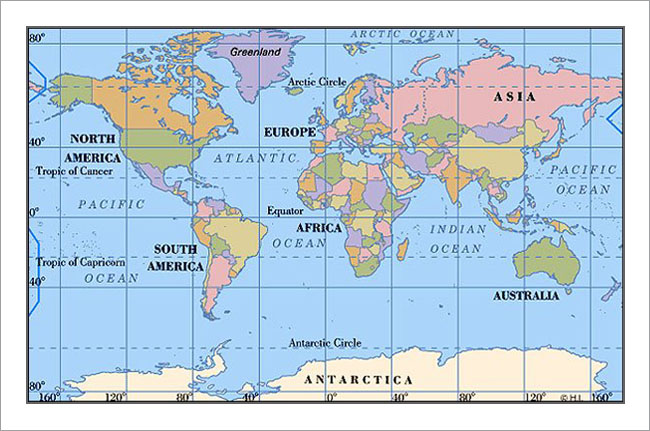 80°
ARCTIC OCEAN
Greenland
Arctic Circle
ASIA
EUROPE
NORTH
AMERICA
40°
ATLANTIC
Tropic of Cancer
PACIFIC
OCEAN
PACIFIC
Equator
0°
AFRICA
INDIAN
OCEAN
OCEAN
SOUTH
AMERICA
Tropic of Capricorn
OCEAN
40°
AUSTRALIA
Antarctic Circle
ANTARCTICA
80°
160° 120° 80° 40° 0° 40° 80° 120° © H.I. 160°